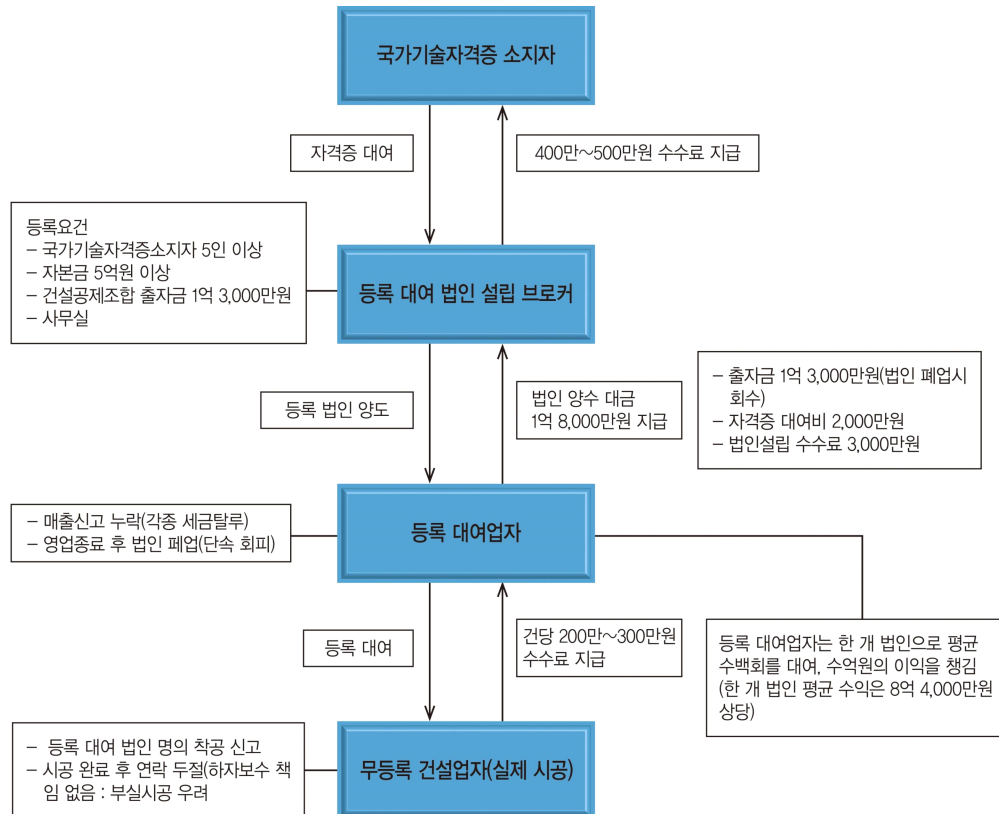 국가기술자격증 소지자
자격증 대여
400만～500만원 수수료 지급
등록요건
– 국가기술자격증소지자 5인 이상
– 자본금 5억원 이상
– 건설공제조합 출자금 1억 3,000만원
– 사무실
등록 대여 법인 설립 브로커
등록 법인 양도
법인 양수 대금
1억 8,000만원 지급
– 출자금 1억 3,000만원(법인 폐업시
회수)
– 자격증 대여비 2,000만원
– 법인설립 수수료 3,000만원
– 매출신고 누락(각종 세금탈루)
– 영업종료 후 법인 페업(단속 회피)
등록 대여업자
등록 대여
건당 200만～300만원
수수료 지급
등록 대여업자는 한 개 법인으로 평균
수백회를 대여, 수억원의 이익을 챙김
(한 개 법인 평균 수익은 8억 4,000만원
상당)
– 등록 대여 법인 명의 착공 신고
– 시공 완료 후 연락 두절(하자보수 책
임 없음 : 부실시공 우려
무등록 건설업자(실제 시공)